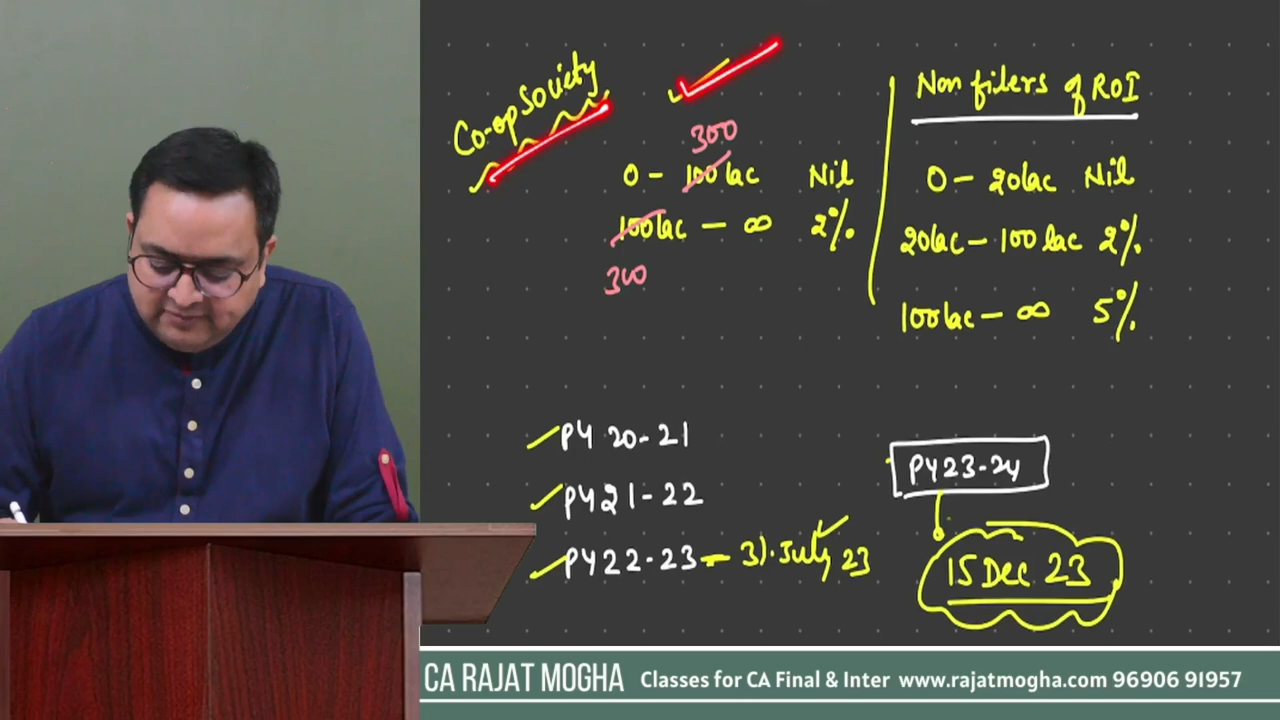 Co-op Society
300
0 - 100 lac Nil
100 lac - ∞ 2%
300
Non filers of ROI
0 - 20 lac Nil
20 lac - 100 lac 2%
100 lac - ∞ 5%
PY 20-21
PY 21-22
PY 22-23 - 31.July 23
PY 23-24
15 Dec 23
CA RAJAT MOGHA Classes for CA Final & Inter www.rajatmogha.com 96906 91957